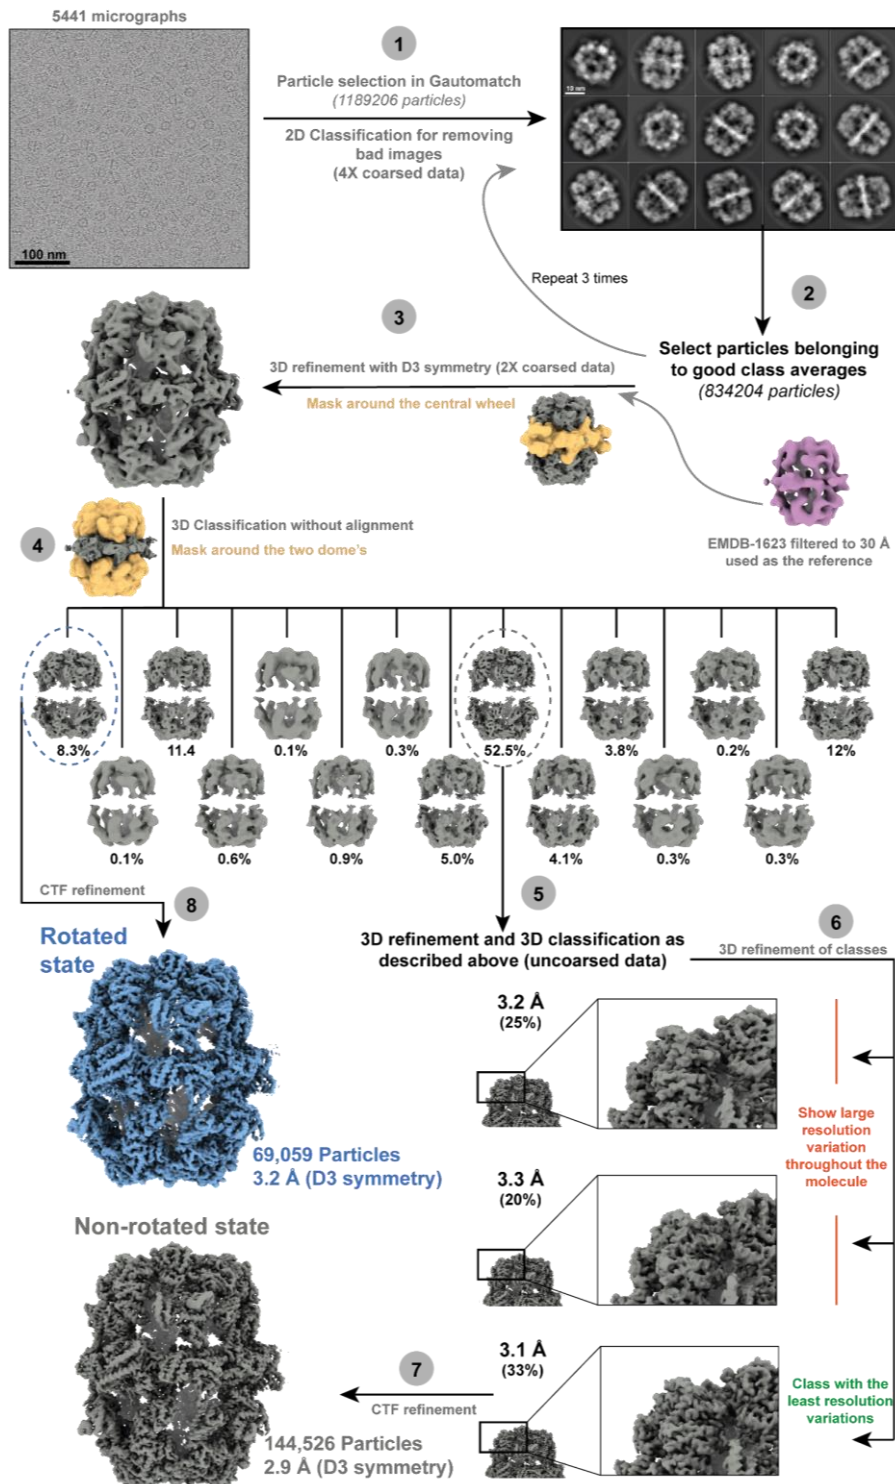 5441 micrographs
100 nm
1
Particle selection in Gautomatch
(1189206 particles)
2D Classification for removing
bad images
(4X coarsed data)
10 nm
Repeat 3 times
2
Select particles belonging
to good class averages
(834204 particles)
3
3D refinement with D3 symmetry (2X coarsed data)
Mask around the central wheel
EMDB-1623 filtered to 30 Å
used as the reference
4
3D Classification without alignment
Mask around the two dome's
8.3%
11.4
0.1%
0.3%
52.5%
3.8%
0.2%
12%
0.1%
0.6%
0.9%
5.0%
4.1%
0.3%
0.3%
CTF refinement
8
Rotated
state
69,059 Particles
3.2 Å (D3 symmetry)
5
3D refinement and 3D classification as
described above (uncoarsed data)
6
3D refinement of classes
3.2 Å
(25%)
3.3 Å
(20%)
Show large
resolution
variation
throughout the
molecule
3.1 Å
(33%)
Class with the
least resolution
variations
7
CTF refinement
Non-rotated state
144,526 Particles
2.9 Å (D3 symmetry)